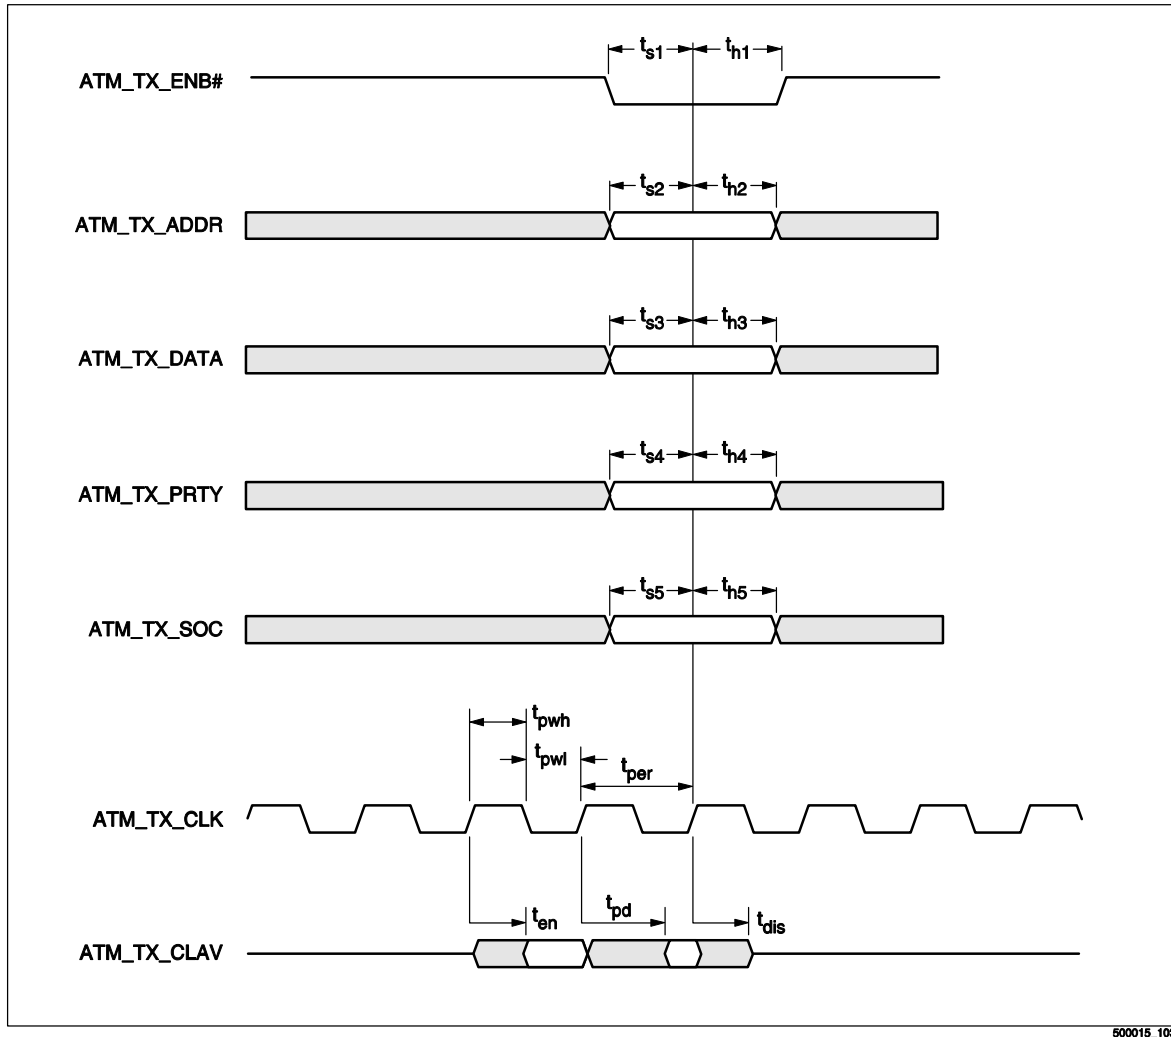 ts1 th1
ATM_TX_ENB#
ts2 th2
ATM_TX_ADDR
ts3 th3
ATM_TX_DATA
ts4 th4
ATM_TX_PRTY
ts5 th5
ATM_TX_SOC
tpwh
tpwl
tper
ATM_TX_CLK
ten tpd tdis
ATM_TX_CLAV